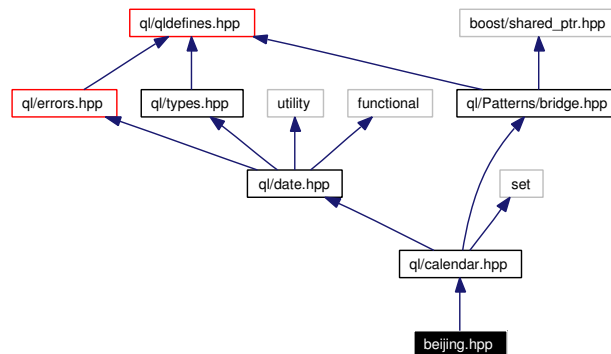 ql/qldefines.hpp
boost/shared_ptr.hpp
ql/errors.hpp
ql/types.hpp
utility
functional
ql/Patterns/bridge.hpp
ql/date.hpp
set
ql/calendar.hpp
beijing.hpp